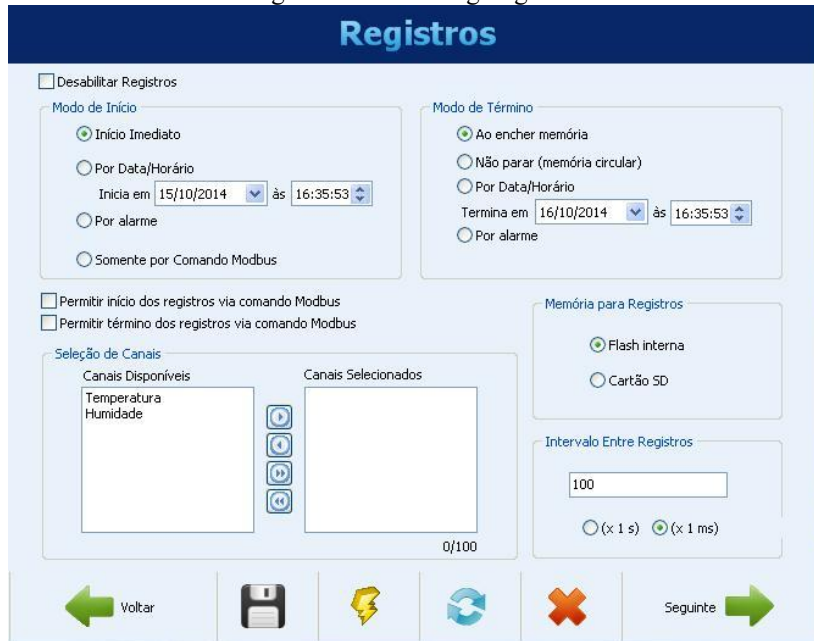 Registros
Desabilitar Registros
Modo de Início
Início Imediato
Por Data/Horário
Inicia em 15/10/2014 às 16:35:53
Por alarme
Somente por Comando Modbus
Modo de Término
Ao encher memória
Não parar (memória circular)
Por Data/Horário
Termina em 16/10/2014 às 16:35:53
Por alarme
Permitir início dos registros via comando Modbus
Permitir término dos registros via comando Modbus
Memória para Registros
Flash interna
Cartão SD
Seleção de Canais
Canais Disponíveis
Temperatura
Humidade
Canais Selecionados
0/100
Intervalo Entre Registros
100
(x 1 s) (x 1 ms)
Voltar
Seguinte